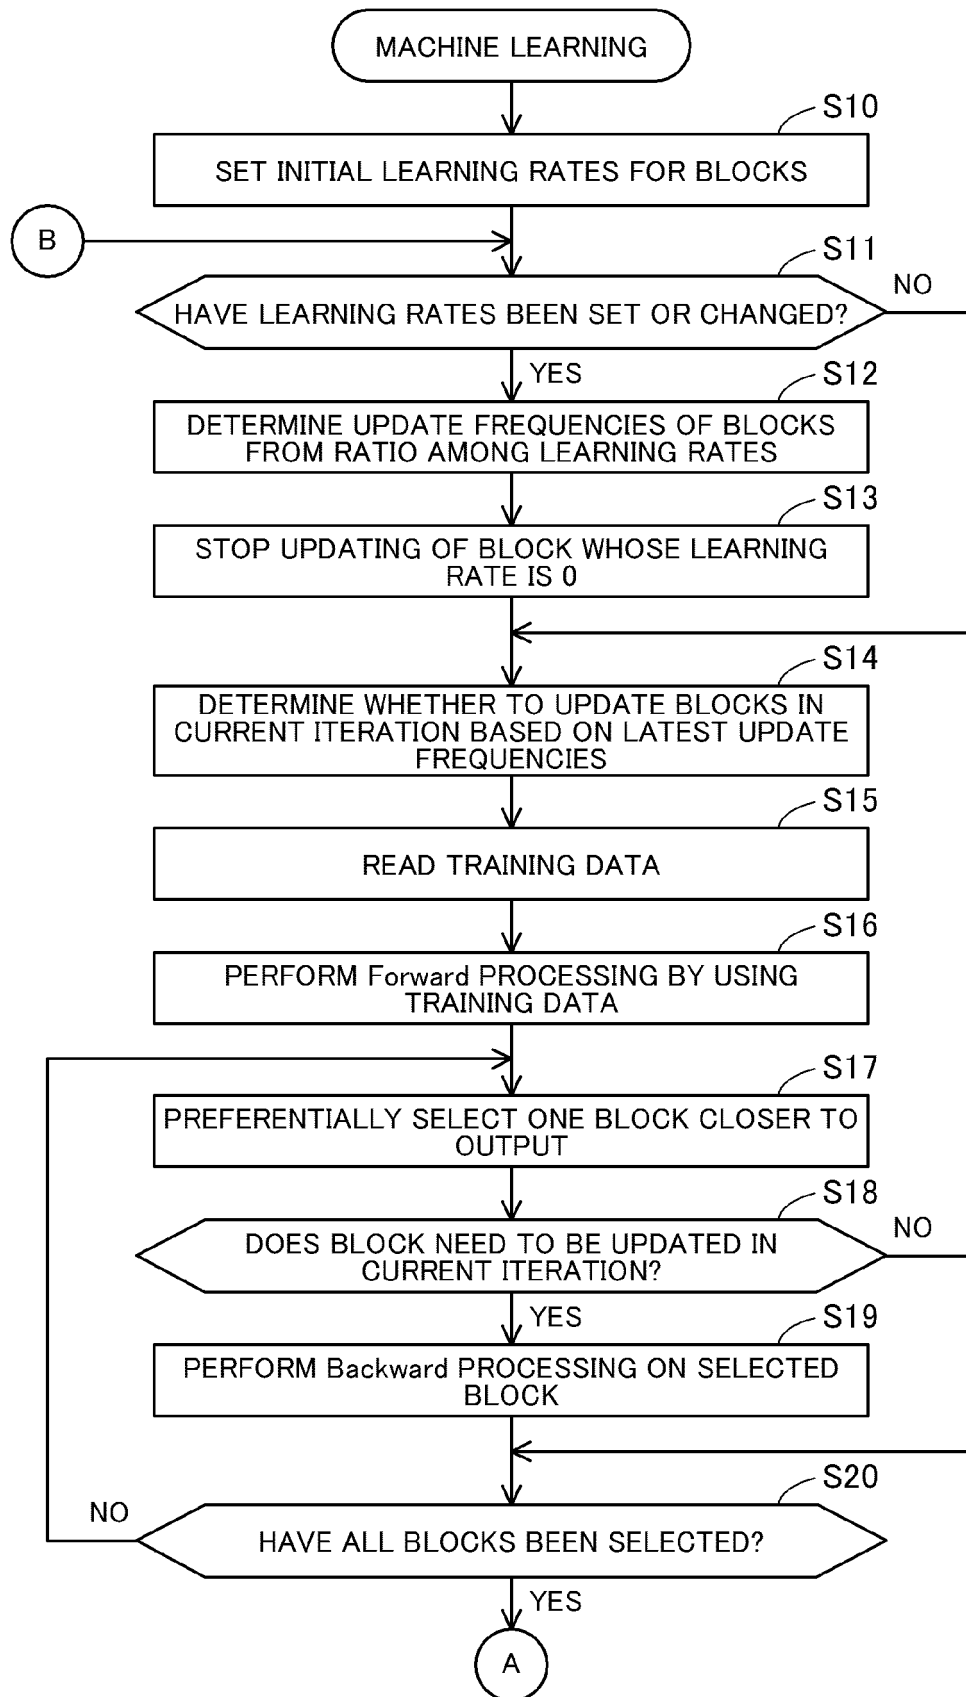 MACHINE LEARNING
S10
SET INITIAL LEARNING RATES FOR BLOCKS
B
S11
HAVE LEARNING RATES BEEN SET OR CHANGED?
NO
YES
S12
DETERMINE UPDATE FREQUENCIES OF BLOCKS
FROM RATIO AMONG LEARNING RATES
S13
STOP UPDATING OF BLOCK WHOSE LEARNING
RATE IS 0
S14
DETERMINE WHETHER TO UPDATE BLOCKS IN
CURRENT ITERATION BASED ON LATEST UPDATE
FREQUENCIES
S15
READ TRAINING DATA
S16
PERFORM Forward PROCESSING BY USING
TRAINING DATA
S17
PREFERENTIALLY SELECT ONE BLOCK CLOSER TO
OUTPUT
S18
DOES BLOCK NEED TO BE UPDATED IN
CURRENT ITERATION?
NO
YES
S19
PERFORM Backward PROCESSING ON SELECTED
BLOCK
S20
NO
HAVE ALL BLOCKS BEEN SELECTED?
YES
A